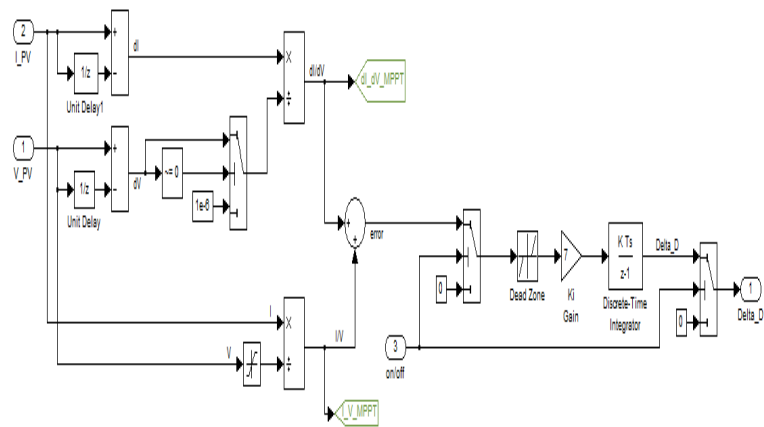 2
I_PV
+
-
dI
1/z
Unit Delay1
×
÷
dI/dV
dI_dV_MPPT
1
V_PV
+
-
dV
1/z
Unit Delay
~= 0
1e-6
+
+
error
0
Dead Zone
7
Ki
Gain
K Ts
z-1
Discrete-Time
Integrator
Delta_D
0
1
Delta_D
I
V
×
÷
I/V
I_V_MPPT
3
on/off